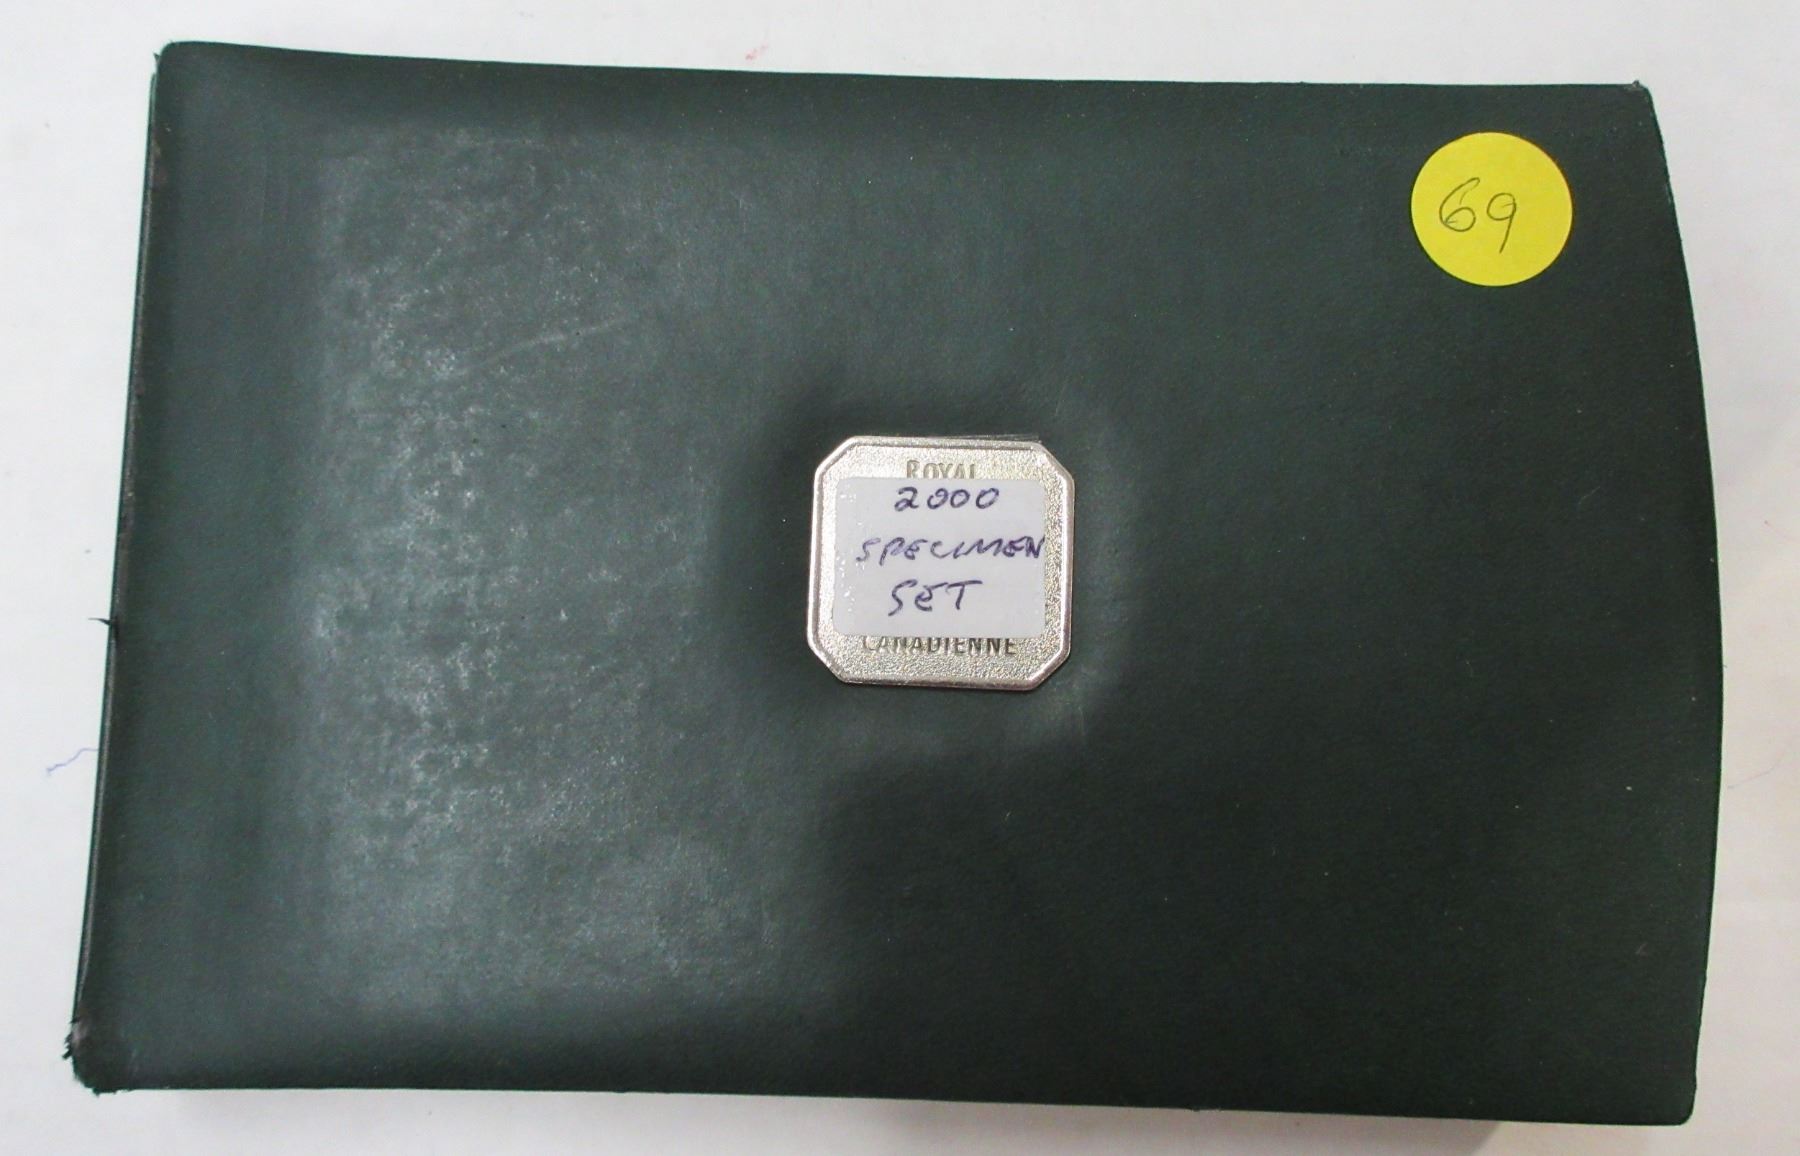 69
ROYAL
2000
SPECIMEN
SET
CANADIENNE